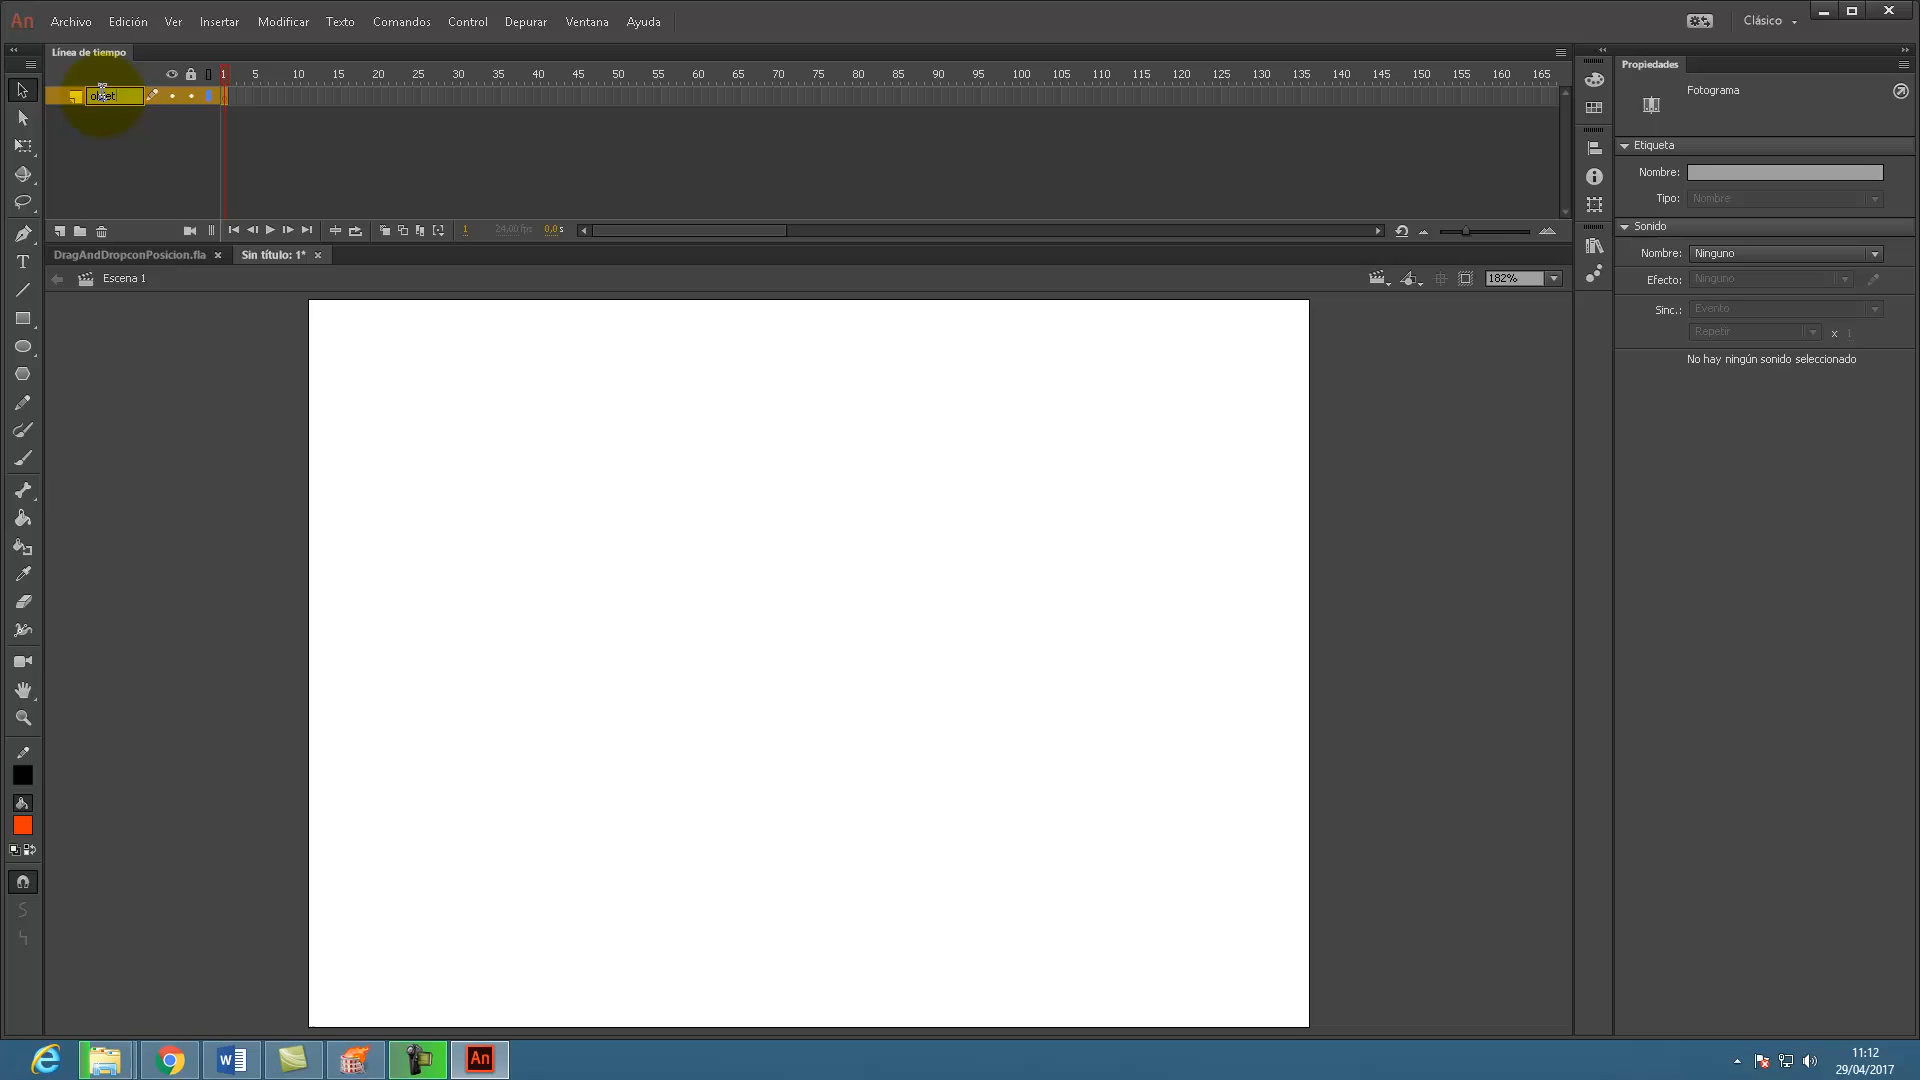 An Archivo Edición Ver Insertar Modificar Texto Comandos Control Depurar Ventana Ayuda Clásico
Línea de tiempo
1 5 10 15 20 25 30 35 40 45 50 55 60 65 70 75 80 85 90 95 100 105 110 115 120 125 130 135 140 145 150 155 160 165
1 24,00 fps 0,0 s
DragAndDropconPosicion.fla × Sin título: 1* ×
Escena 1
182%
Propiedades
Fotograma
Etiqueta
Nombre:
Tipo: Nombre
Sonido
Nombre: Ninguno
Efecto: Ninguno
Sinc.: Evento
Repetir x 1
No hay ningún sonido seleccionado
An
11:12
29/04/2017